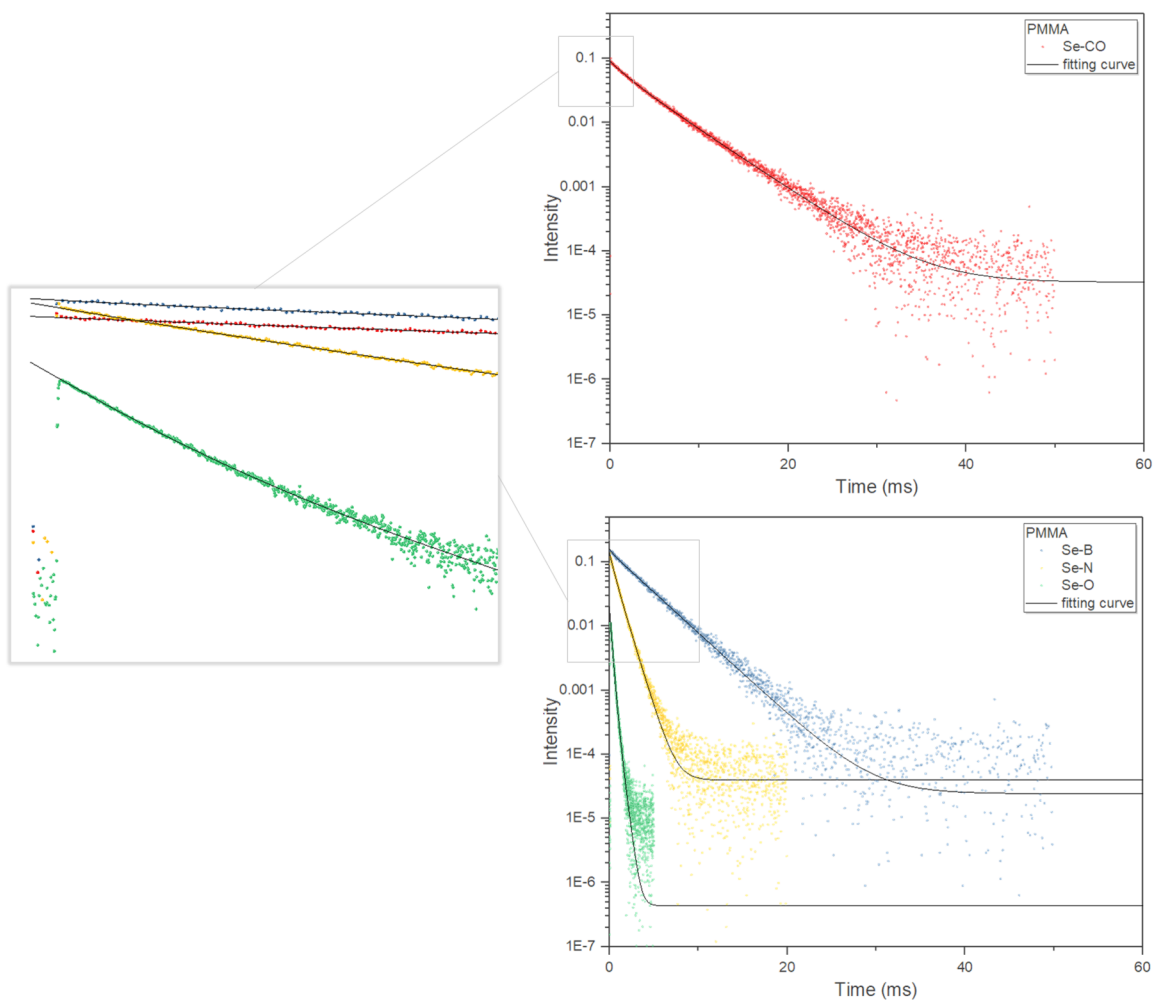 PMMA
Se-CO
fitting curve
0.1
0.01
0.001
1E-4
1E-5
1E-6
1E-7
Intensity
0
20
40
60
Time (ms)
PMMA
Se-B
Se-N
Se-O
fitting curve
0.1
0.01
0.001
1E-4
1E-5
1E-6
1E-7
Intensity
0
20
40
60
Time (ms)